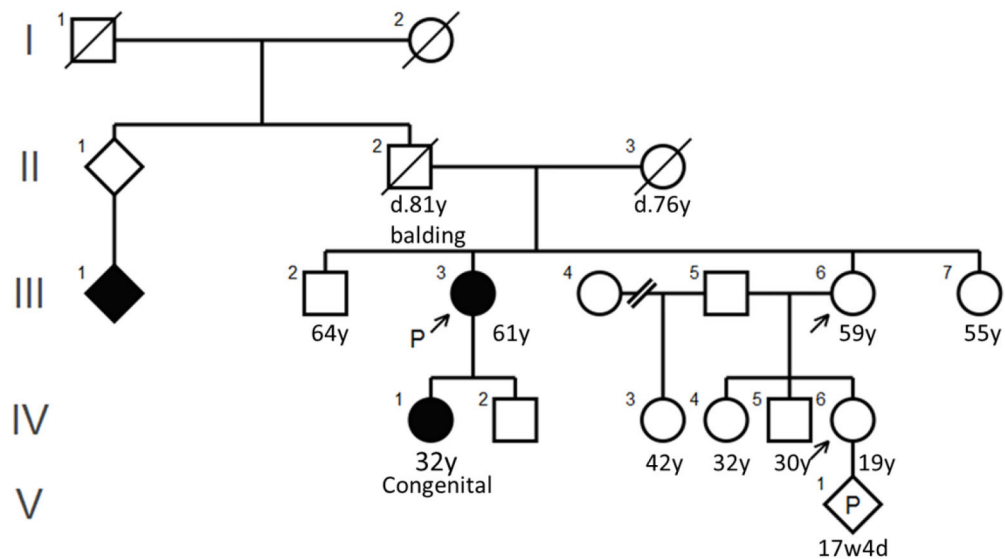 I 1 2
II 1 2 3
d.81y d.76y
balding
III 1 2 3 4 5 6 7
P
64y 61y 59y 55y
IV 1 2 3 4 5 6
32y 42y 32y 30y 19y
Congenital
V 1 P
17w4d